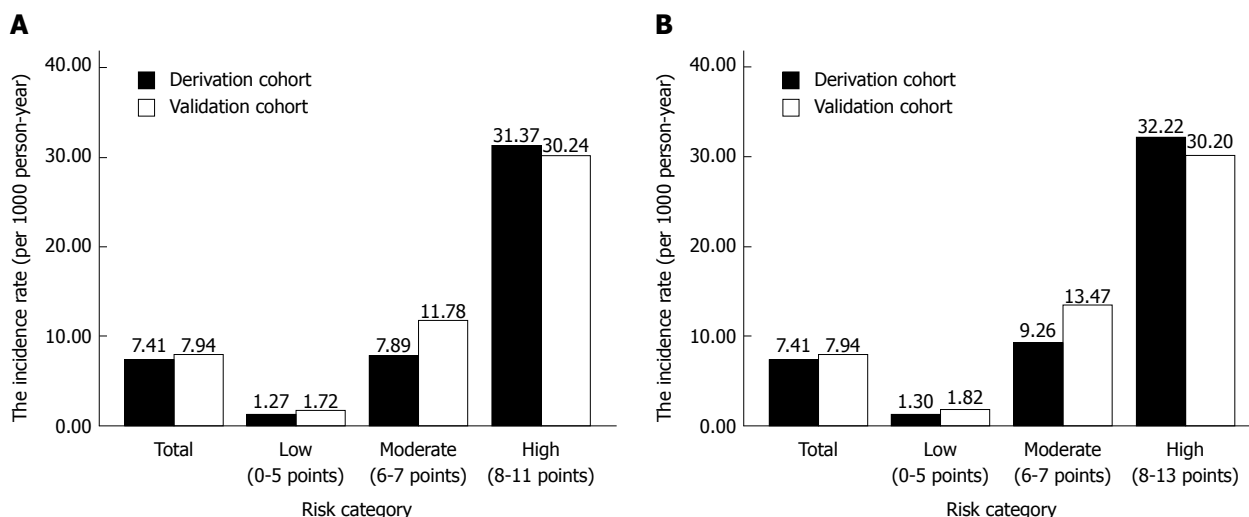 A
The incidence rate (per 1000 person-year)
40.00
30.00
20.00
10.00
0.00
Derivation cohort
Validation cohort
7.41 7.94
1.27 1.72
7.89
11.78
31.37
30.24
Total
Low
(0-5 points)
Moderate
(6-7 points)
High
(8-11 points)
Risk category
B
The incidence rate (per 1000 person-year)
40.00
30.00
20.00
10.00
0.00
Derivation cohort
Validation cohort
7.41 7.94
1.30 1.82
9.26
13.47
32.22
30.20
Total
Low
(0-5 points)
Moderate
(6-7 points)
High
(8-13 points)
Risk category